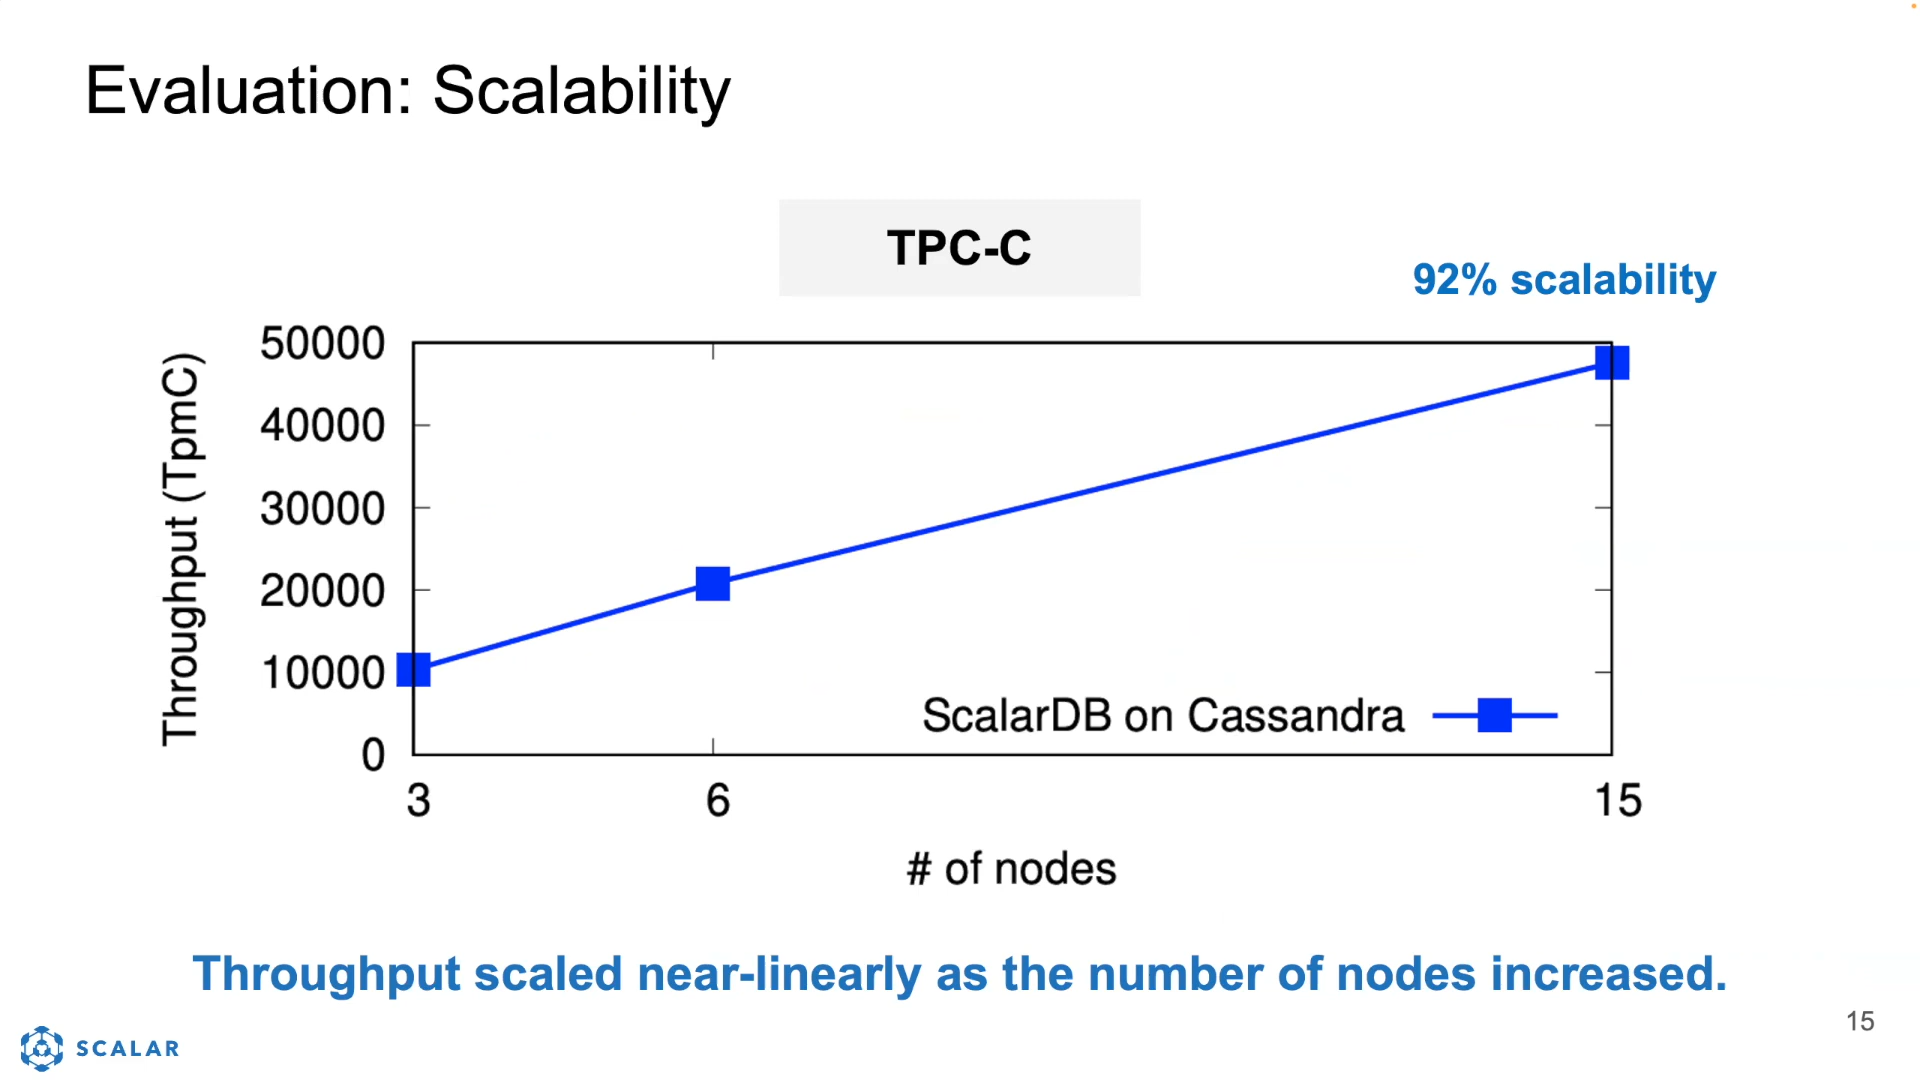 Evaluation: Scalability
TPC-C
92% scalability
Throughput (TpmC)
50000
40000
30000
20000
10000
0
ScalarDB on Cassandra
3 6 15
# of nodes
Throughput scaled near-linearly as the number of nodes increased.
15
SCALAR